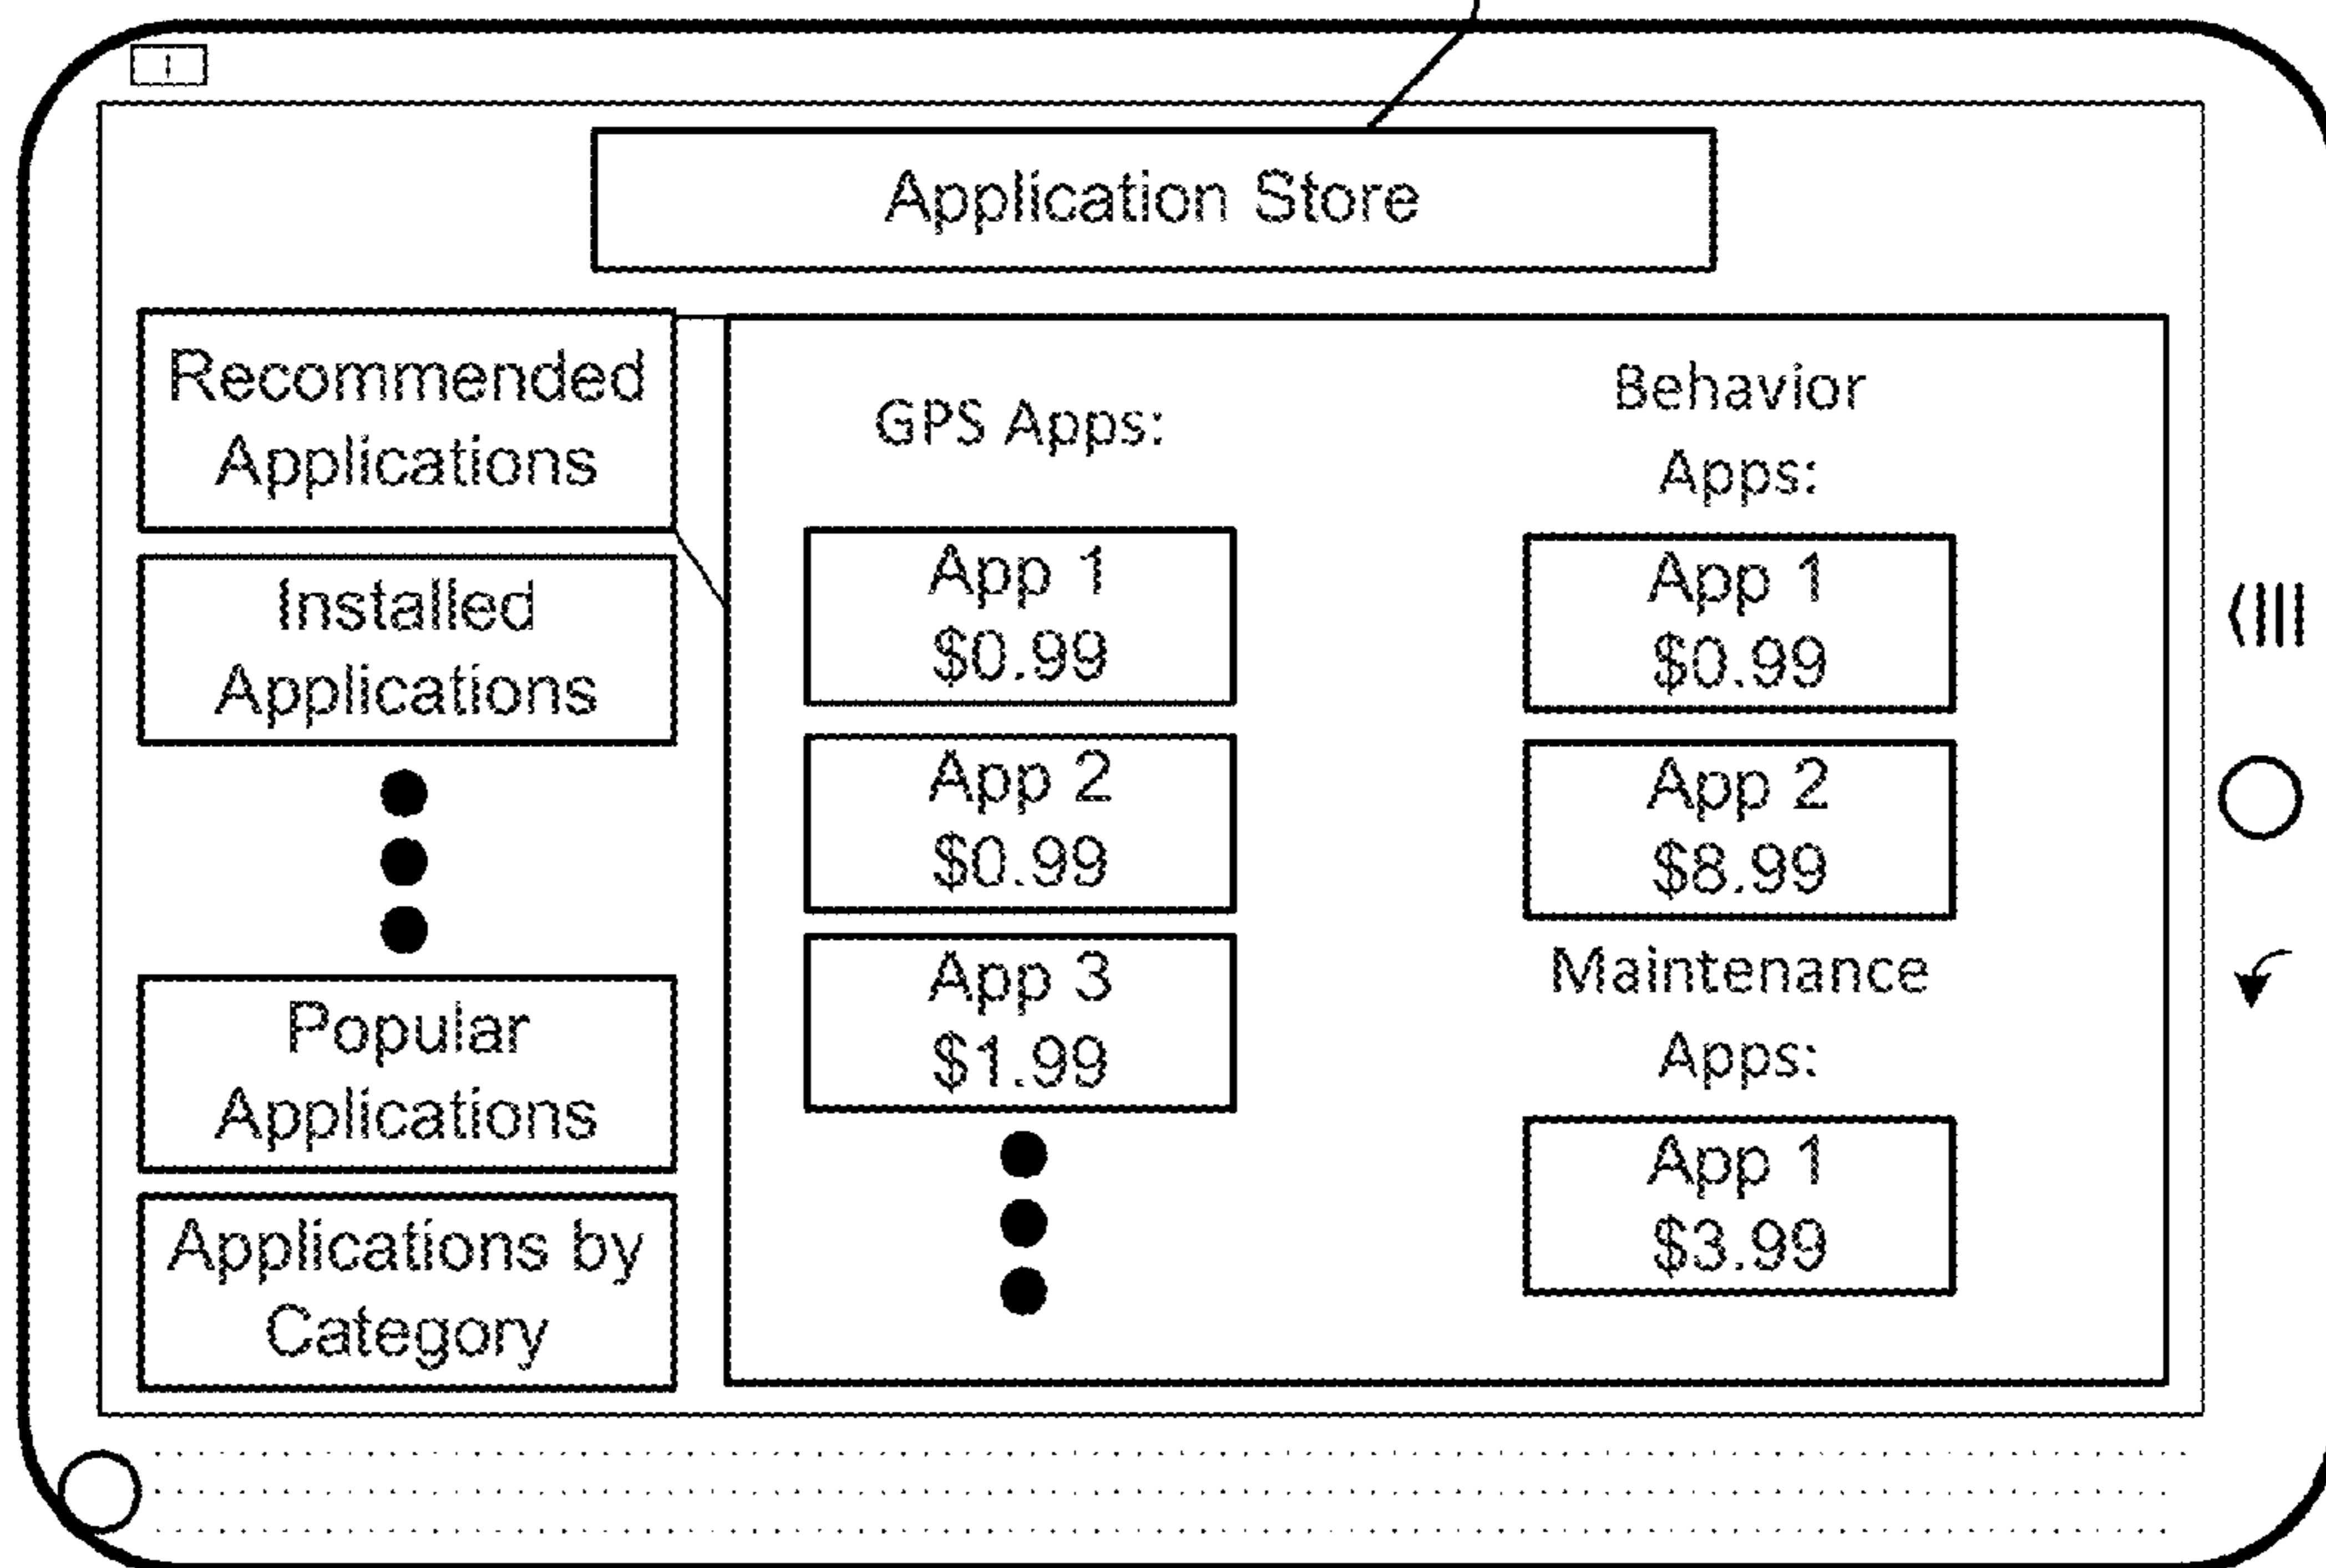 Application Store
Recommended
Applications
Installed
Applications
Popular
Applications
Applications by
Category
GPS Apps:
App 1
$0.99
App 2
$0.99
App 3
$1.99
Behavior
Apps:
App 1
$0.99
App 2
$8.99
Maintenance
Apps:
App 1
$3.99